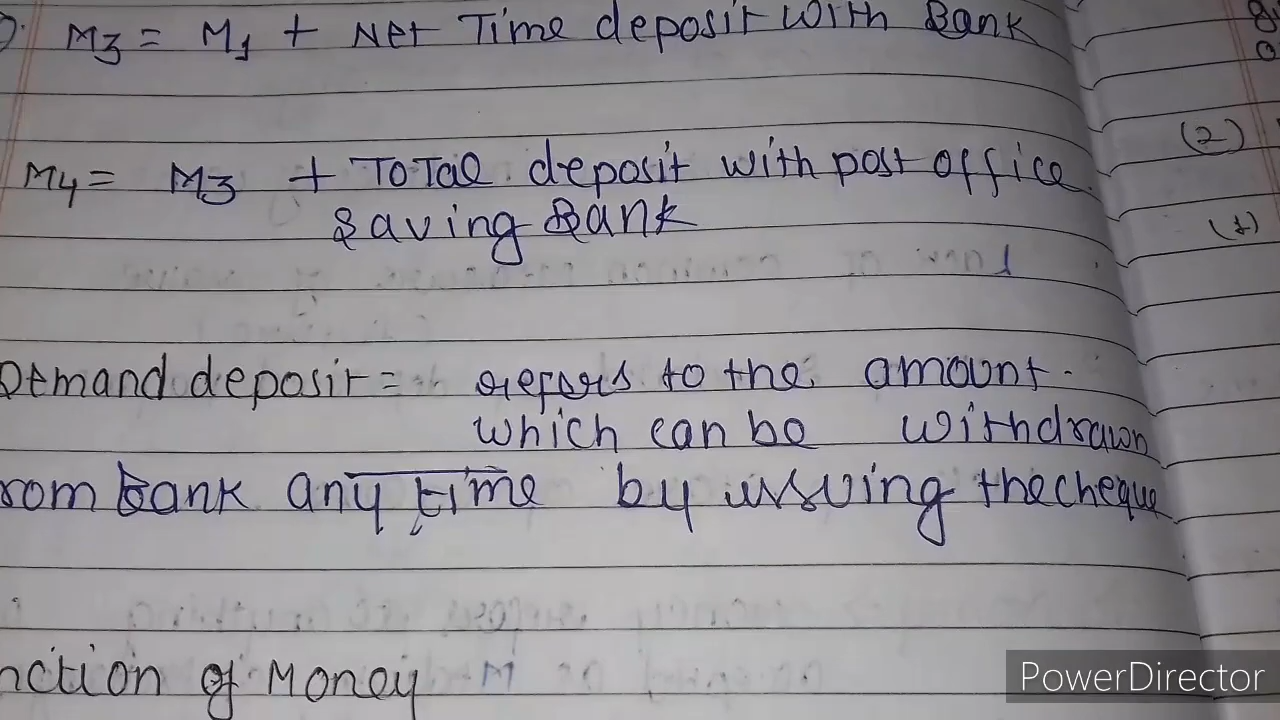 M3 = M1 + Net Time deposit with Bank
M4 = M3 + Total deposit with post office
Saving Bank
(2)
(1)
Demand deposit = refers to the amount.
which can be withdrawn
rom bank any time by issuing the cheque
nction of Money
PowerDirector